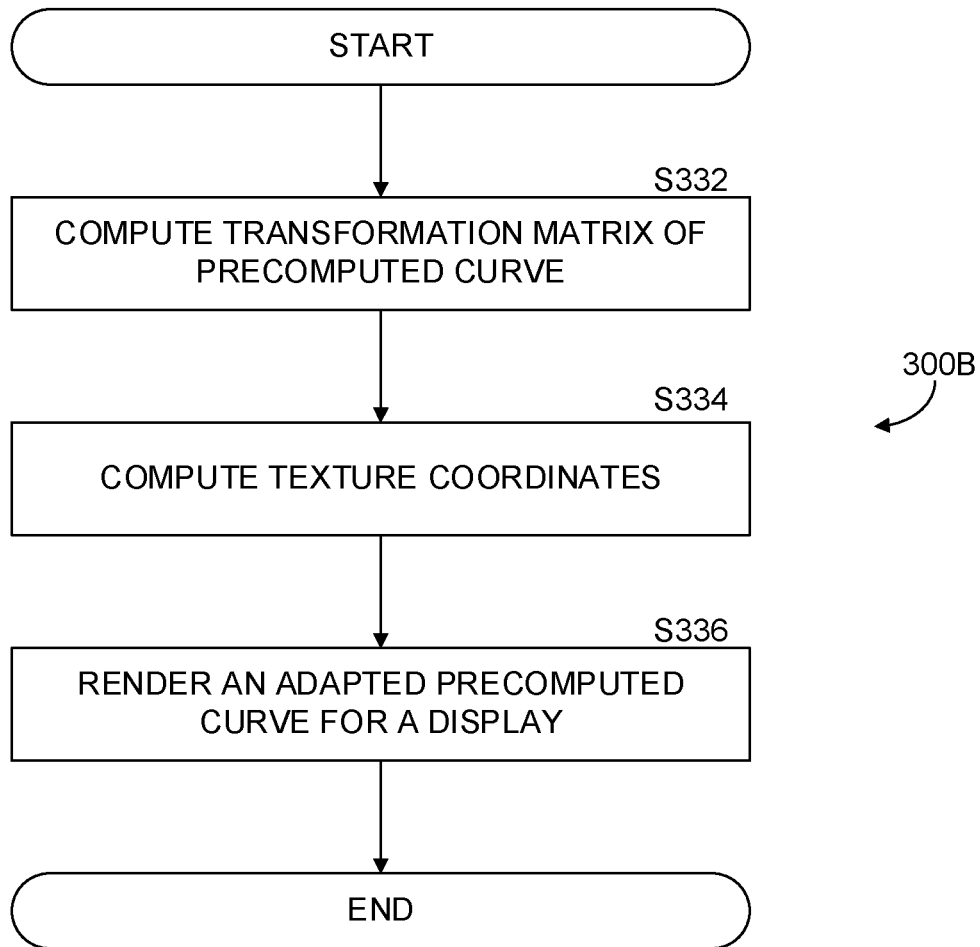 START
S332
COMPUTE TRANSFORMATION MATRIX OF
PRECOMPUTED CURVE
300B
S334
COMPUTE TEXTURE COORDINATES
S336
RENDER AN ADAPTED PRECOMPUTED
CURVE FOR A DISPLAY
END